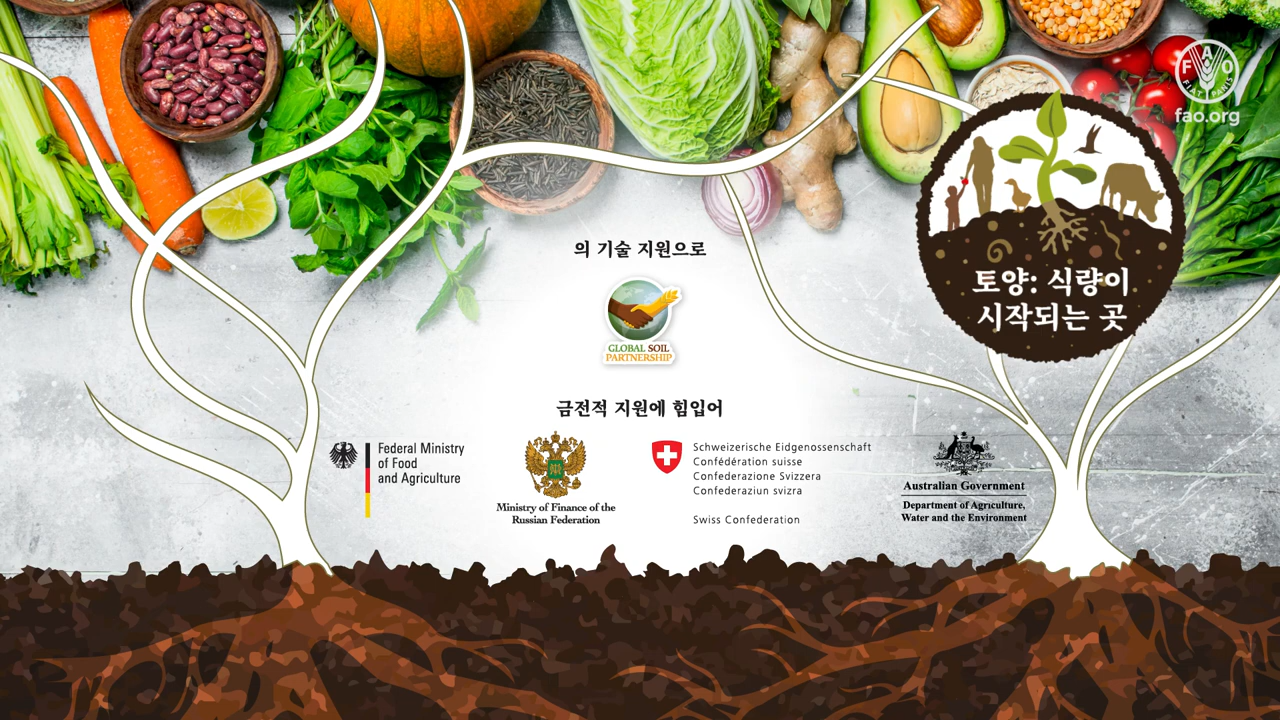 FAO
FIAT PANIS
fao.org
토양: 식량이
시작되는 곳
의 기술 지원으로
GLOBAL SOIL
PARTNERSHIP
금전적 지원에 힘입어
Federal Ministry
of Food
and Agriculture
Ministry of Finance of the
Russian Federation
Schweizerische Eidgenossenschaft
Confédération suisse
Confederazione Svizzera
Confederaziun svizra
Swiss Confederation
Australian Government
Department of Agriculture,
Water and the Environment